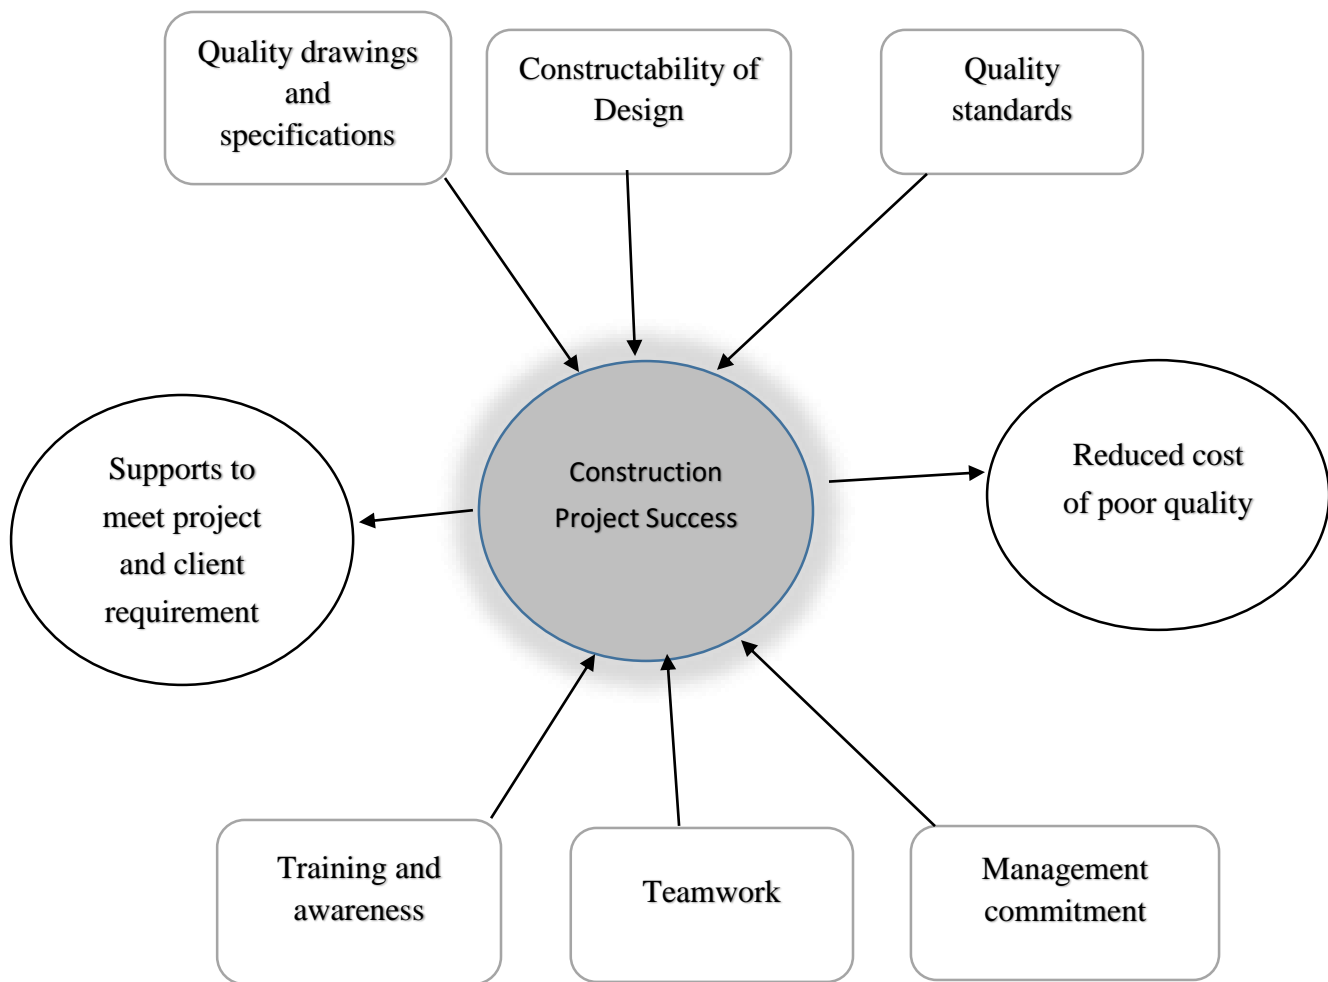 Quality drawings
and
specifications
Constructability of
Design
Quality
standards
Supports to
meet project
and client
requirement
Construction
Project Success
Reduced cost
of poor quality
Training and
awareness
Teamwork
Management
commitment